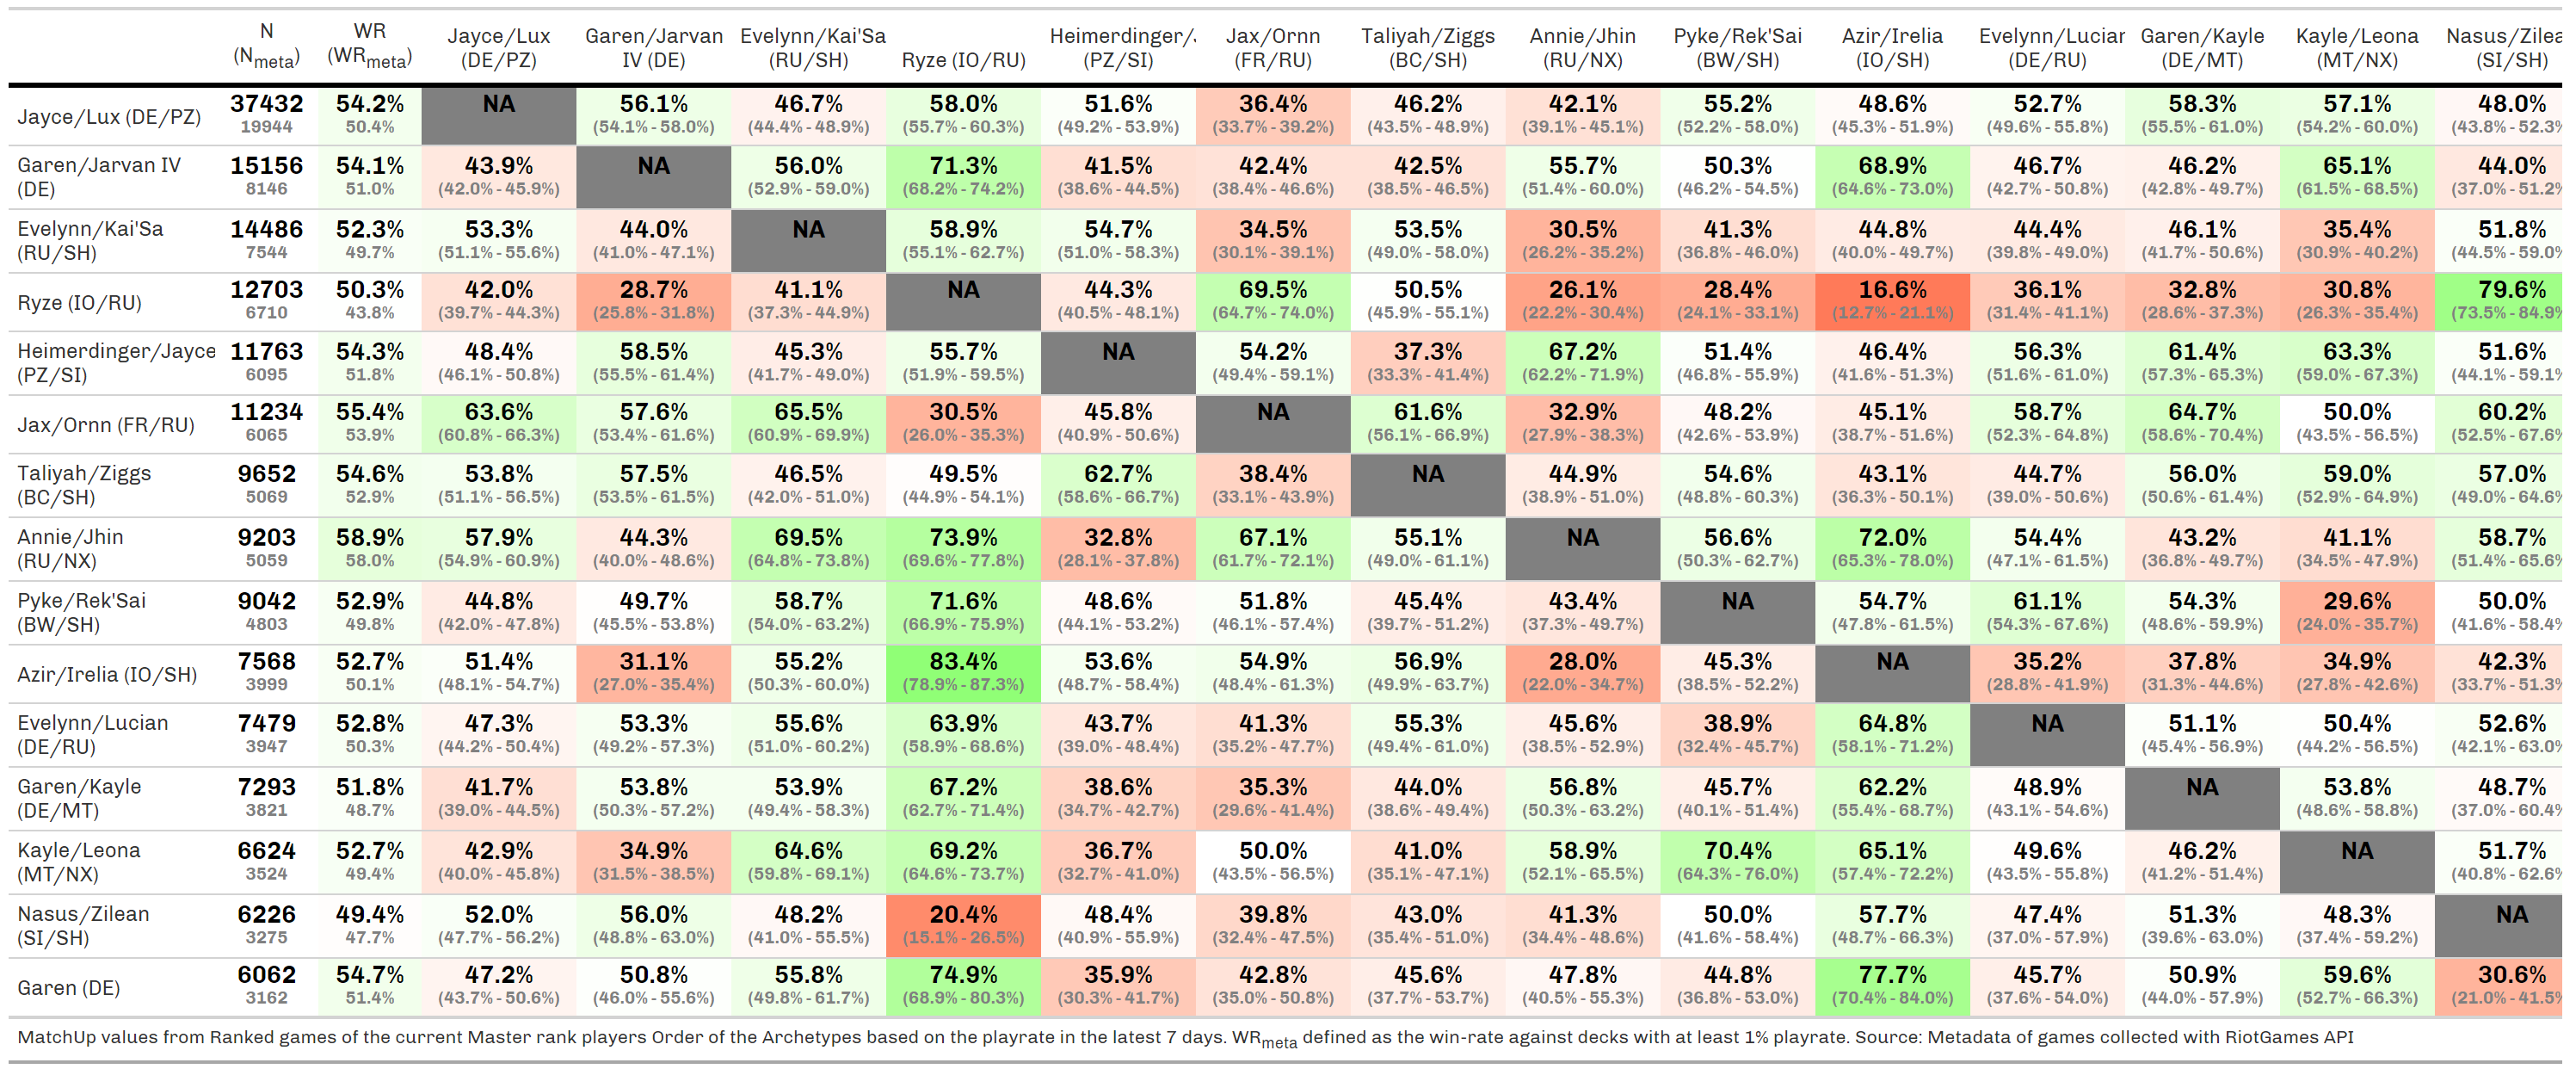 N WR Jayce/Lux Garen/Jarvan Evelynn/Kai'Sa Ryze (IO/RU) Heimerdinger/ Jax/Ornn Taliyah/Ziggs Annie/Jhin Pyke/Rek'Sai Azir/Irelia Evelynn/Lucian Garen/Kayle Kayle/Leona Nasus/Zilea
(Nmeta) (WRmeta) (DE/PZ) IV (DE) (RU/SH) (PZ/SI) (FR/RU) (BC/SH) (RU/NX) (BW/SH) (IO/SH) (DE/RU) (DE/MT) (MT/NX) (SI/SH)
Jayce/Lux (DE/PZ) 37432 54.2% NA 56.1% 46.7% 58.0% 51.6% 36.4% 46.2% 42.1% 55.2% 48.6% 52.7% 58.3% 57.1% 48.0%
19944 50.4% (54.1% - 58.0%) (44.4% - 48.9%) (55.7% - 60.3%) (49.2% - 53.9%) (33.7% - 39.2%) (43.5% - 48.9%) (39.1% - 45.1%) (52.2% - 58.0%) (45.3% - 51.9%) (49.6% - 55.8%) (55.5% - 61.0%) (54.2% - 60.0%) (43.8% - 52.3%
Garen/Jarvan IV 15156 54.1% 43.9% NA 56.0% 71.3% 41.5% 42.4% 42.5% 55.7% 50.3% 68.9% 46.7% 46.2% 65.1% 44.0%
(DE) 8146 51.0% (42.0% - 45.9%) (52.9% - 59.0%) (68.2% - 74.2%) (38.6% - 44.5%) (38.4% - 46.6%) (38.5% - 46.5%) (51.4% - 60.0%) (46.2% - 54.5%) (64.6% - 73.0%) (42.7% - 50.8%) (42.8% - 49.7%) (61.5% - 68.5%) (37.0% - 51.2%
Evelynn/Kai'Sa 14486 52.3% 53.3% 44.0% NA 58.9% 54.7% 34.5% 53.5% 30.5% 41.3% 44.8% 44.4% 46.1% 35.4% 51.8%
(RU/SH) 7544 49.7% (51.1% - 55.6%) (41.0% - 47.1%) (55.1% - 62.7%) (51.0% - 58.3%) (30.1% - 39.1%) (49.0% - 58.0%) (26.2% - 35.2%) (36.8% - 46.0%) (40.0% - 49.7%) (39.8% - 49.0%) (41.7% - 50.6%) (30.9% - 40.2%) (44.5% - 59.0%
Ryze (IO/RU) 12703 50.3% 42.0% 28.7% 41.1% NA 44.3% 69.5% 50.5% 26.1% 28.4% 16.6% 36.1% 32.8% 30.8% 79.6%
6710 43.8% (39.7% - 44.3%) (25.8% - 31.8%) (37.3% - 44.9%) (40.5% - 48.1%) (64.7% - 74.0%) (45.9% - 55.1%) (22.2% - 30.4%) (24.1% - 33.1%) (12.7% - 21.1%) (31.4% - 41.1%) (28.6% - 37.3%) (26.3% - 35.4%) (73.5% - 84.9%
Heimerdinger/Jayce 11763 54.3% 48.4% 58.5% 45.3% 55.7% NA 54.2% 37.3% 67.2% 51.4% 46.4% 56.3% 61.4% 63.3% 51.6%
(PZ/SI) 6095 51.8% (46.1% - 50.8%) (55.5% - 61.4%) (41.7% - 49.0%) (51.9% - 59.5%) (49.4% - 59.1%) (33.3% - 41.4%) (62.2% - 71.9%) (46.8% - 55.9%) (41.6% - 51.3%) (51.6% - 61.0%) (57.3% - 65.3%) (59.0% - 67.3%) (44.1% - 59.1%
Jax/Ornn (FR/RU) 11234 55.4% 63.6% 57.6% 65.5% 30.5% 45.8% NA 61.6% 32.9% 48.2% 45.1% 58.7% 64.7% 50.0% 60.2%
6065 53.9% (60.8% - 66.3%) (53.4% - 61.6%) (60.9% - 69.9%) (26.0% - 35.3%) (40.9% - 50.6%) (56.1% - 66.9%) (27.9% - 38.3%) (42.6% - 53.9%) (38.7% - 51.6%) (52.3% - 64.8%) (58.6% - 70.4%) (43.5% - 56.5%) (52.5% - 67.6%
Taliyah/Ziggs 9652 54.6% 53.8% 57.5% 46.5% 49.5% 62.7% 38.4% NA 44.9% 54.6% 43.1% 44.7% 56.0% 59.0% 57.0%
(BC/SH) 5069 52.9% (51.1% - 56.5%) (53.5% - 61.5%) (42.0% - 51.0%) (44.9% - 54.1%) (58.6% - 66.7%) (33.1% - 43.9%) (38.9% - 51.0%) (48.8% - 60.3%) (36.3% - 50.1%) (39.0% - 50.6%) (50.6% - 61.4%) (52.9% - 64.9%) (49.0% - 64.6%
Annie/Jhin 9203 58.9% 57.9% 44.3% 69.5% 73.9% 32.8% 67.1% 55.1% NA 56.6% 72.0% 54.4% 43.2% 41.1% 58.7%
(RU/NX) 5059 58.0% (54.9% - 60.9%) (40.0% - 48.6%) (64.8% - 73.8%) (69.6% - 77.8%) (28.1% - 37.8%) (61.7% - 72.1%) (49.0% - 61.1%) (50.3% - 62.7%) (65.3% - 78.0%) (47.1% - 61.5%) (36.8% - 49.7%) (34.5% - 47.9%) (51.4% - 65.6%
Pyke/Rek'Sai 9042 52.9% 44.8% 49.7% 58.7% 71.6% 48.6% 51.8% 45.4% 43.4% NA 54.7% 61.1% 54.3% 29.6% 50.0%
(BW/SH) 4803 49.8% (42.0% - 47.8%) (45.5% - 53.8%) (54.0% - 63.2%) (66.9% - 75.9%) (44.1% - 53.2%) (46.1% - 57.4%) (39.7% - 51.2%) (37.3% - 49.7%) (47.8% - 61.5%) (54.3% - 67.6%) (48.6% - 59.9%) (24.0% - 35.7%) (41.6% - 58.4%
Azir/Irelia (IO/SH) 7568 52.7% 51.4% 31.1% 55.2% 83.4% 53.6% 54.9% 56.9% 28.0% 45.3% NA 35.2% 37.8% 34.9% 42.3%
3999 50.1% (48.1% - 54.7%) (27.0% - 35.4%) (50.3% - 60.0%) (78.9% - 87.3%) (48.7% - 58.4%) (48.4% - 61.3%) (49.9% - 63.7%) (22.0% - 34.7%) (38.5% - 52.2%) (28.8% - 41.9%) (31.3% - 44.6%) (27.8% - 42.6%) (33.7% - 51.3%
Evelynn/Lucian 7479 52.8% 47.3% 53.3% 55.6% 63.9% 43.7% 41.3% 55.3% 45.6% 38.9% 64.8% NA 51.1% 50.4% 52.6%
(DE/RU) 3947 50.3% (44.2% - 50.4%) (49.2% - 57.3%) (51.0% - 60.2%) (58.9% - 68.6%) (39.0% - 48.4%) (35.2% - 47.7%) (49.4% - 61.0%) (38.5% - 52.9%) (32.4% - 45.7%) (58.1% - 71.2%) (45.4% - 56.9%) (44.2% - 56.5%) (42.1% - 63.0%
Garen/Kayle 7293 51.8% 41.7% 53.8% 53.9% 67.2% 38.6% 35.3% 44.0% 56.8% 45.7% 62.2% 48.9% NA 53.8% 48.7%
(DE/MT) 3821 48.7% (39.0% - 44.5%) (50.3% - 57.2%) (49.4% - 58.3%) (62.7% - 71.4%) (34.7% - 42.7%) (29.6% - 41.4%) (38.6% - 49.4%) (50.3% - 63.2%) (40.1% - 51.4%) (55.4% - 68.7%) (43.1% - 54.6%) (48.6% - 58.8%) (37.0% - 60.4%
Kayle/Leona 6624 52.7% 42.9% 34.9% 64.6% 69.2% 36.7% 50.0% 41.0% 58.9% 70.4% 65.1% 49.6% 46.2% NA 51.7%
(MT/NX) 3524 49.4% (40.0% - 45.8%) (31.5% - 38.5%) (59.8% - 69.1%) (64.6% - 73.7%) (32.7% - 41.0%) (43.5% - 56.5%) (35.1% - 47.1%) (52.1% - 65.5%) (64.3% - 76.0%) (57.4% - 72.2%) (43.5% - 55.8%) (41.2% - 51.4%) (40.8% - 62.6%
Nasus/Zilean 6226 49.4% 52.0% 56.0% 48.2% 20.4% 48.4% 39.8% 43.0% 41.3% 50.0% 57.7% 47.4% 51.3% 48.3% NA
(SI/SH) 3275 47.7% (47.7% - 56.2%) (48.8% - 63.0%) (41.0% - 55.5%) (15.1% - 26.5%) (40.9% - 55.9%) (32.4% - 47.5%) (35.4% - 51.0%) (34.4% - 48.6%) (41.6% - 58.4%) (48.7% - 66.3%) (37.0% - 57.9%) (39.6% - 63.0%) (37.4% - 59.2%)
Garen (DE) 6062 54.7% 47.2% 50.8% 55.8% 74.9% 35.9% 42.8% 45.6% 47.8% 44.8% 77.7% 45.7% 50.9% 59.6% 30.6%
3162 51.4% (43.7% - 50.6%) (46.0% - 55.6%) (49.8% - 61.7%) (68.9% - 80.3%) (30.3% - 41.7%) (35.0% - 50.8%) (37.7% - 53.7%) (40.5% - 55.3%) (36.8% - 53.0%) (70.4% - 84.0%) (37.6% - 54.0%) (44.0% - 57.9%) (52.7% - 66.3%) (21.0% - 41.5%
MatchUp values from Ranked games of the current Master rank players Order of the Archetypes based on the playrate in the latest 7 days. WRmeta defined as the win-rate against decks with at least 1% playrate. Source: Metadata of games collected with RiotGames API